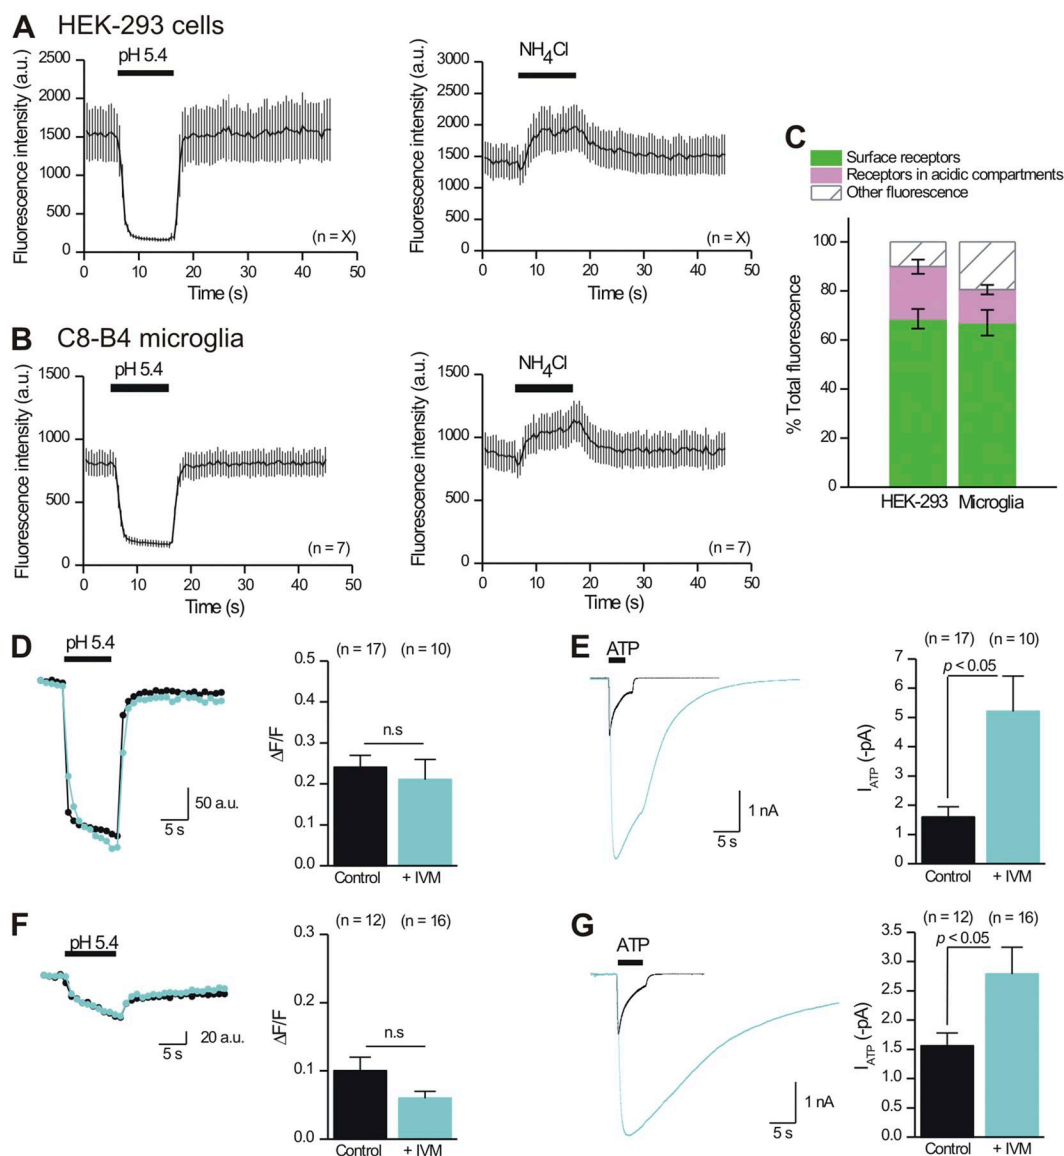 A HEK-293 cells
Fluorescence intensity (a.u.)
2500
2000
1500
1000
500
0
pH 5.4
(n = X)
0 10 20 30 40 50
Time (s)
Fluorescence intensity (a.u.)
3000
2500
2000
1500
1000
500
0
NH4Cl
(n = X)
0 10 20 30 40 50
Time (s)
B C8-B4 microglia
Fluorescence intensity (a.u.)
1500
1000
500
0
pH 5.4
(n = 7)
0 10 20 30 40 50
Time (s)
Fluorescence intensity (a.u.)
1500
1000
500
0
NH4Cl
(n = 7)
0 10 20 30 40 50
Time (s)
C
Surface receptors
Receptors in acidic compartments
Other fluorescence
% Total fluorescence
100
80
60
40
20
0
HEK-293 Microglia
D
pH 5.4
50 a.u.
5 s
(n = 17) (n = 10)
ΔF/F
0.5
0.4
0.3
0.2
0.1
0.0
n.s
Control + IVM
E
ATP
1 nA
5 s
(n = 17) (n = 10)
IATP (-pA)
7
6
5
4
3
2
1
0
p < 0.05
Control + IVM
F
pH 5.4
20 a.u.
5 s
(n = 12) (n = 16)
ΔF/F
0.3
0.2
0.1
0.0
n.s
Control + IVM
G
ATP
1 nA
5 s
(n = 12) (n = 16)
IATP (-pA)
3.5
3.0
2.5
2.0
1.5
1.0
0.5
0.0
p < 0.05
Control + IVM